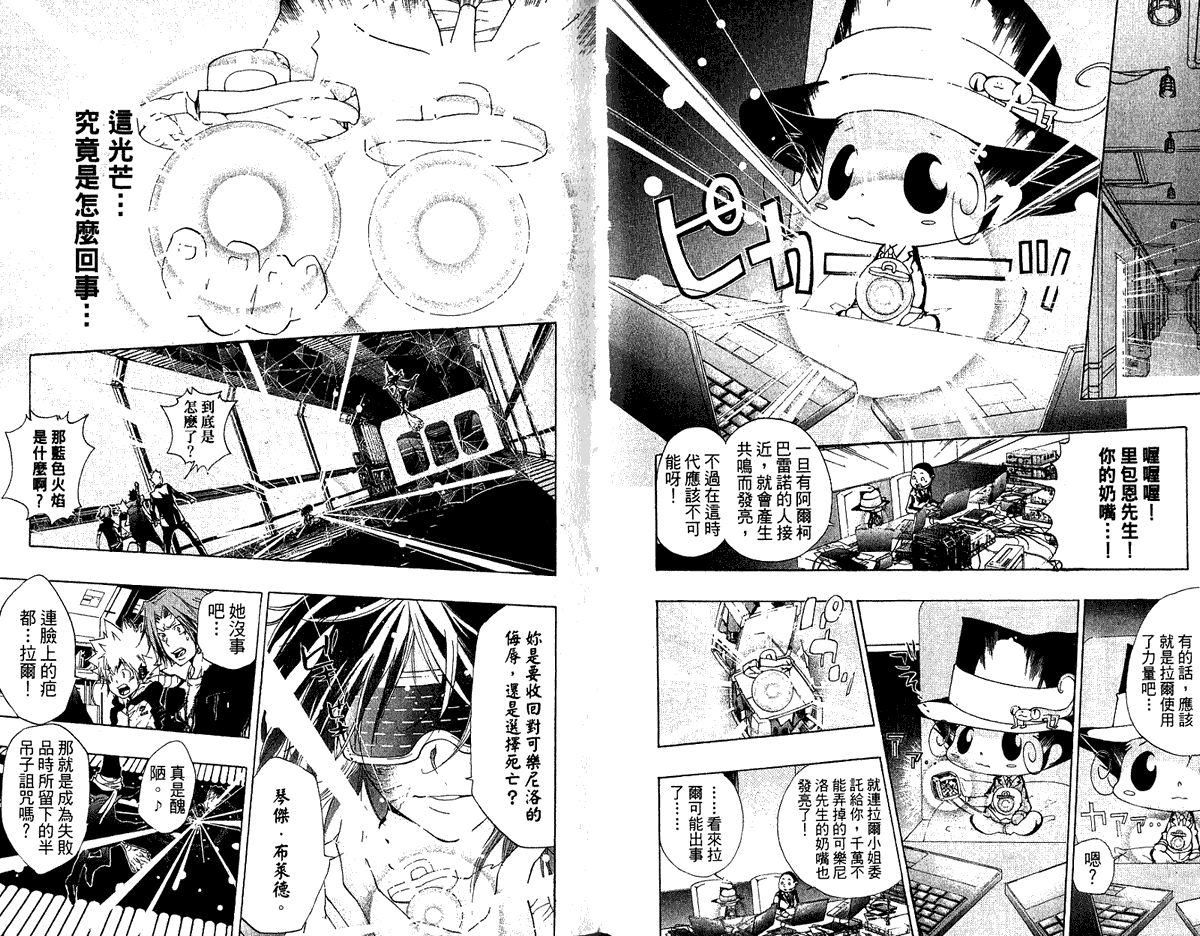 ピカ
喔喔喔！
里包恩先生！
你的奶嘴…！
一旦有阿爾柯
巴雷諾的人接
近，就會產生
共鳴而發亮，
不過在這時
代應該不可
能呀！
有的話，應該
就是拉爾使用
了力量吧…
カァァ…
嗯？
就連拉爾小姐委
託給你，千萬不
能弄掉的可樂尼
洛先生的奶嘴也
發亮了！
……看來拉
爾可能出事
了……
這光芒…
究竟是怎麼回事…
到底是
怎麼了？
那藍色火焰
是什麼啊？
妳是要收回對可樂尼洛的
侮辱，還是選擇死亡？
琴傑．布萊德。
她沒事
吧…
連臉上的疤
都…拉爾！
真是醜
陋。♪
那就是成為失敗
品時所留下的半
吊子詛咒嗎？